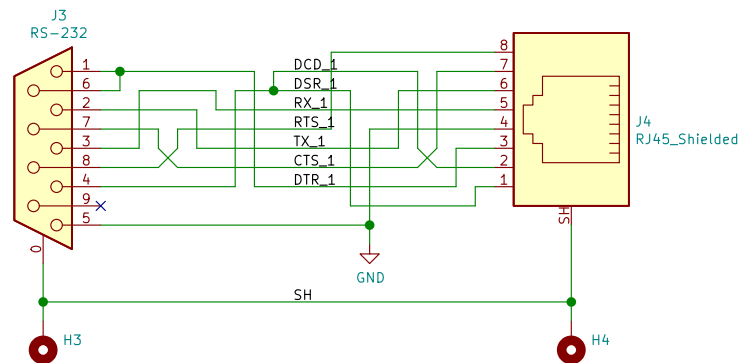 J3
RS-232
1
6
2
7
3
8
4
9
5
0
DCD_1
DSR_1
RX_1
RTS_1
TX_1
CTS_1
DTR_1
8
7
6
5
4
3
2
1
SH
J4
RJ45_Shielded
GND
SH
H3
H4